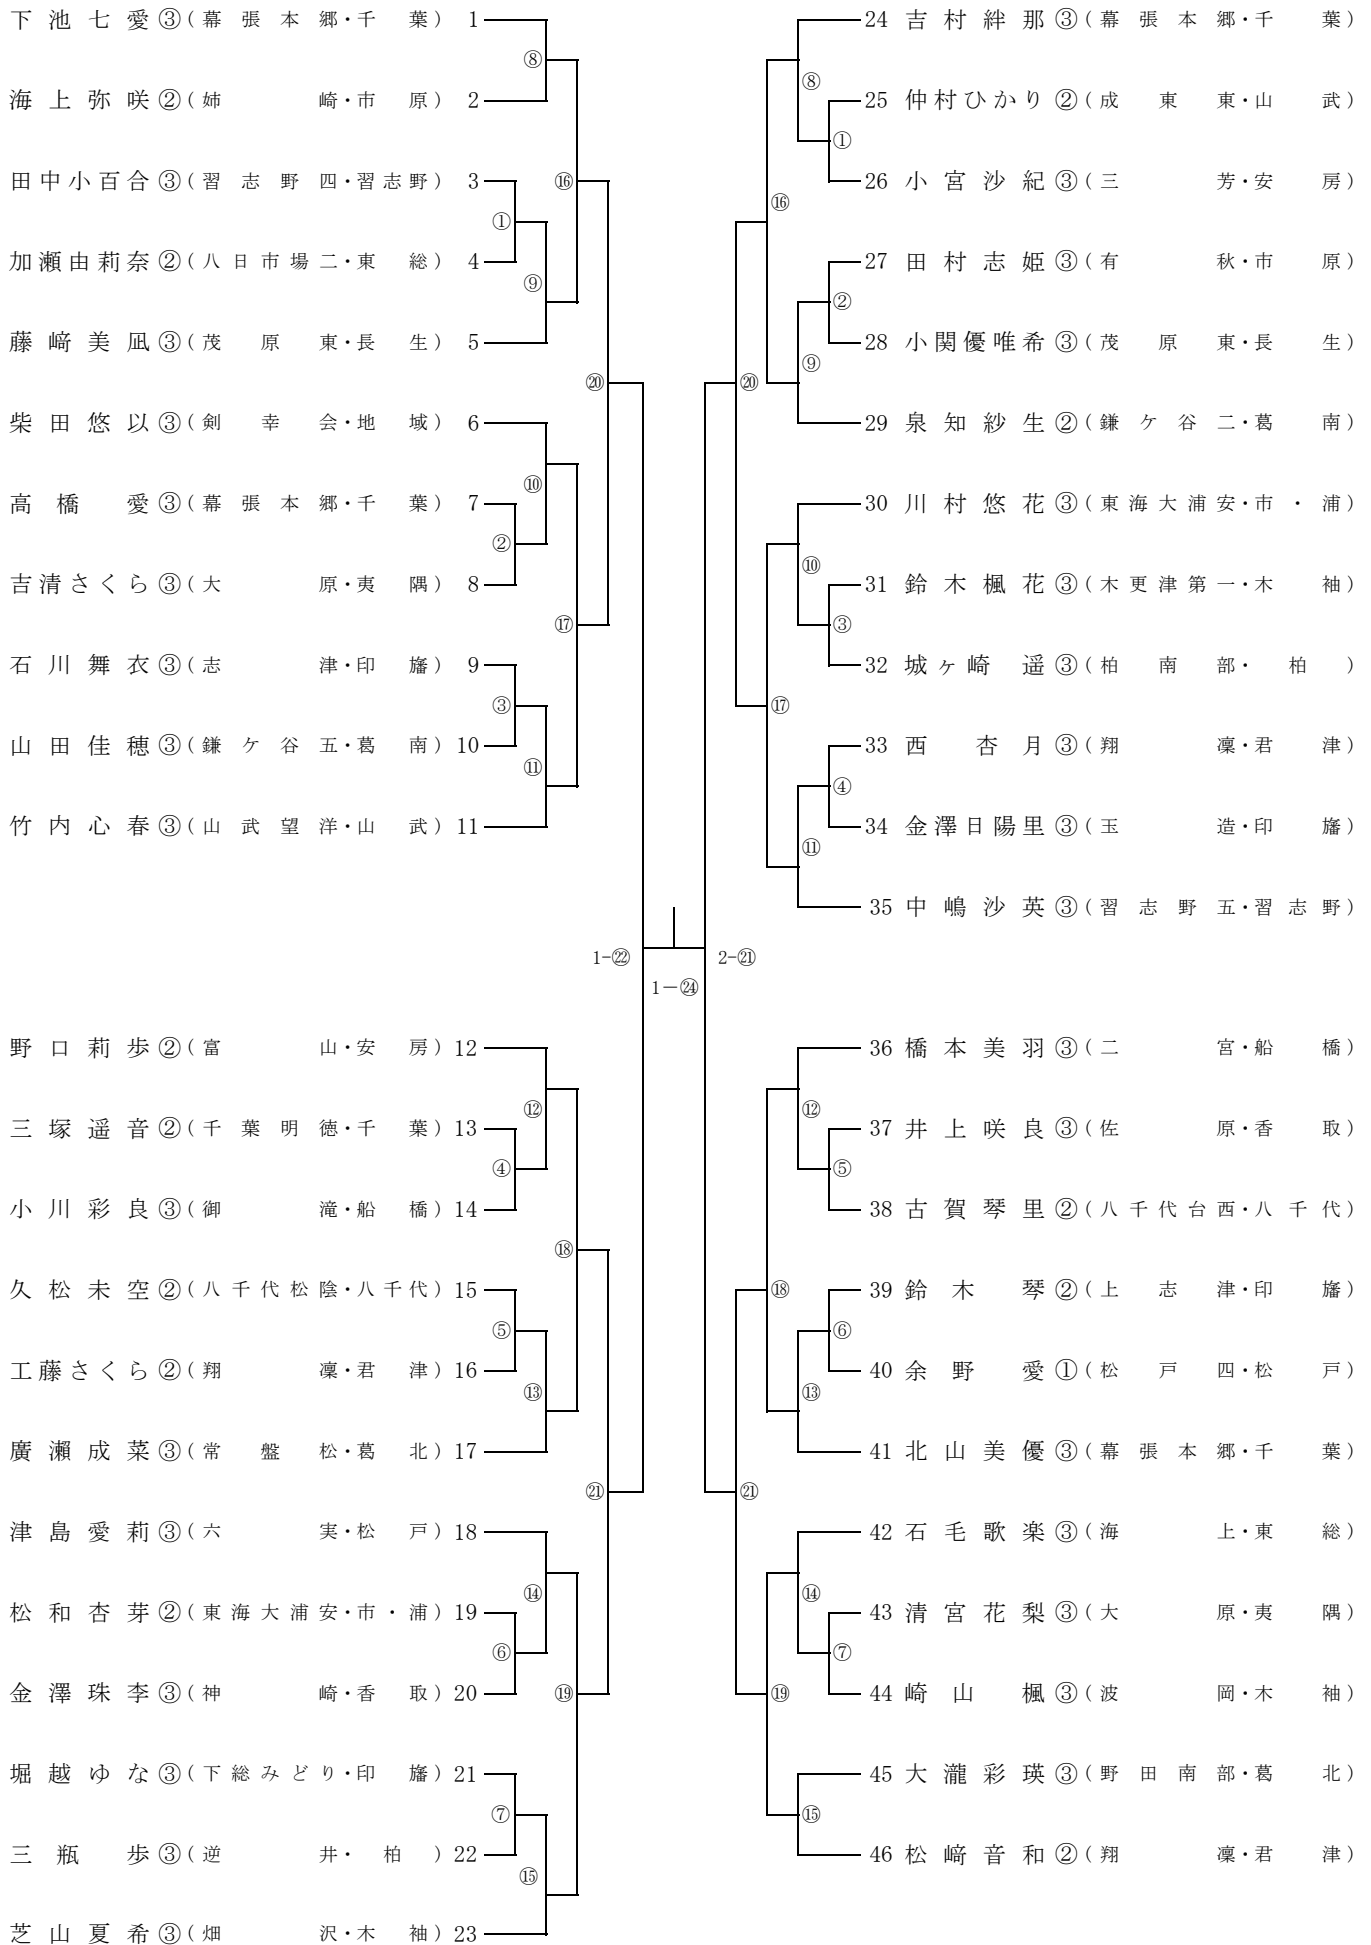 下池七愛③(幕張本郷・千葉) 1
⑧
海上弥咲②(姉崎・市原) 2
田中小百合③(習志野四・習志野) 3
⑯
①
加瀬由莉奈②(八日市場二・東総) 4
⑨
藤﨑美凪③(茂原東・長生) 5
⑳
柴田悠以③(剣幸会・地域) 6
⑩
高橋愛③(幕張本郷・千葉) 7
②
吉清さくら③(大原・夷隅) 8
⑰
石川舞衣③(志津・印旛) 9
③
山田佳穂③(鎌ケ谷五・葛南) 10
⑪
竹内心春③(山武望洋・山武) 11
1-㉒
野口莉歩②(富山・安房) 12
⑫
三塚遥音②(千葉明徳・千葉) 13
④
小川彩良③(御滝・船橋) 14
⑱
久松未空②(八千代松陰・八千代) 15
⑤
工藤さくら②(翔凜・君津) 16
⑬
廣瀬成菜③(常盤松・葛北) 17
㉑
津島愛莉③(六実・松戸) 18
⑭
松和杏芽②(東海大浦安・市・浦) 19
⑥
金澤珠李③(神崎・香取) 20
⑲
堀越ゆな③(下総みどり・印旛) 21
⑦
三瓶歩③(逆井・柏) 22
⑮
芝山夏希③(畑沢・木袖) 23
1－㉔
24 吉村絆那③(幕張本郷・千葉)
⑧
25 仲村ひかり②(成東東・山武)
①
26 小宮沙紀③(三芳・安房)
⑯
27 田村志姫③(有秋・市原)
②
28 小関優唯希③(茂原東・長生)
⑨
⑳
29 泉知紗生②(鎌ケ谷二・葛南)
30 川村悠花③(東海大浦安・市・浦)
⑩
31 鈴木楓花③(木更津第一・木袖)
③
32 城ヶ崎遥③(柏南部・柏)
⑰
33 西杏月③(翔凜・君津)
④
34 金澤日陽里③(玉造・印旛)
⑪
35 中嶋沙英③(習志野五・習志野)
2-㉑
36 橋本美羽③(二宮・船橋)
⑫
37 井上咲良③(佐原・香取)
⑤
38 古賀琴里②(八千代台西・八千代)
⑱
39 鈴木琴②(上志津・印旛)
⑥
40 余野愛①(松戸四・松戸)
⑬
41 北山美優③(幕張本郷・千葉)
㉑
42 石毛歌楽③(海上・東総)
⑭
43 清宮花梨③(大原・夷隅)
⑦
44 崎山楓③(波岡・木袖)
⑲
45 大瀧彩瑛③(野田南部・葛北)
⑮
46 松﨑音和②(翔凜・君津)